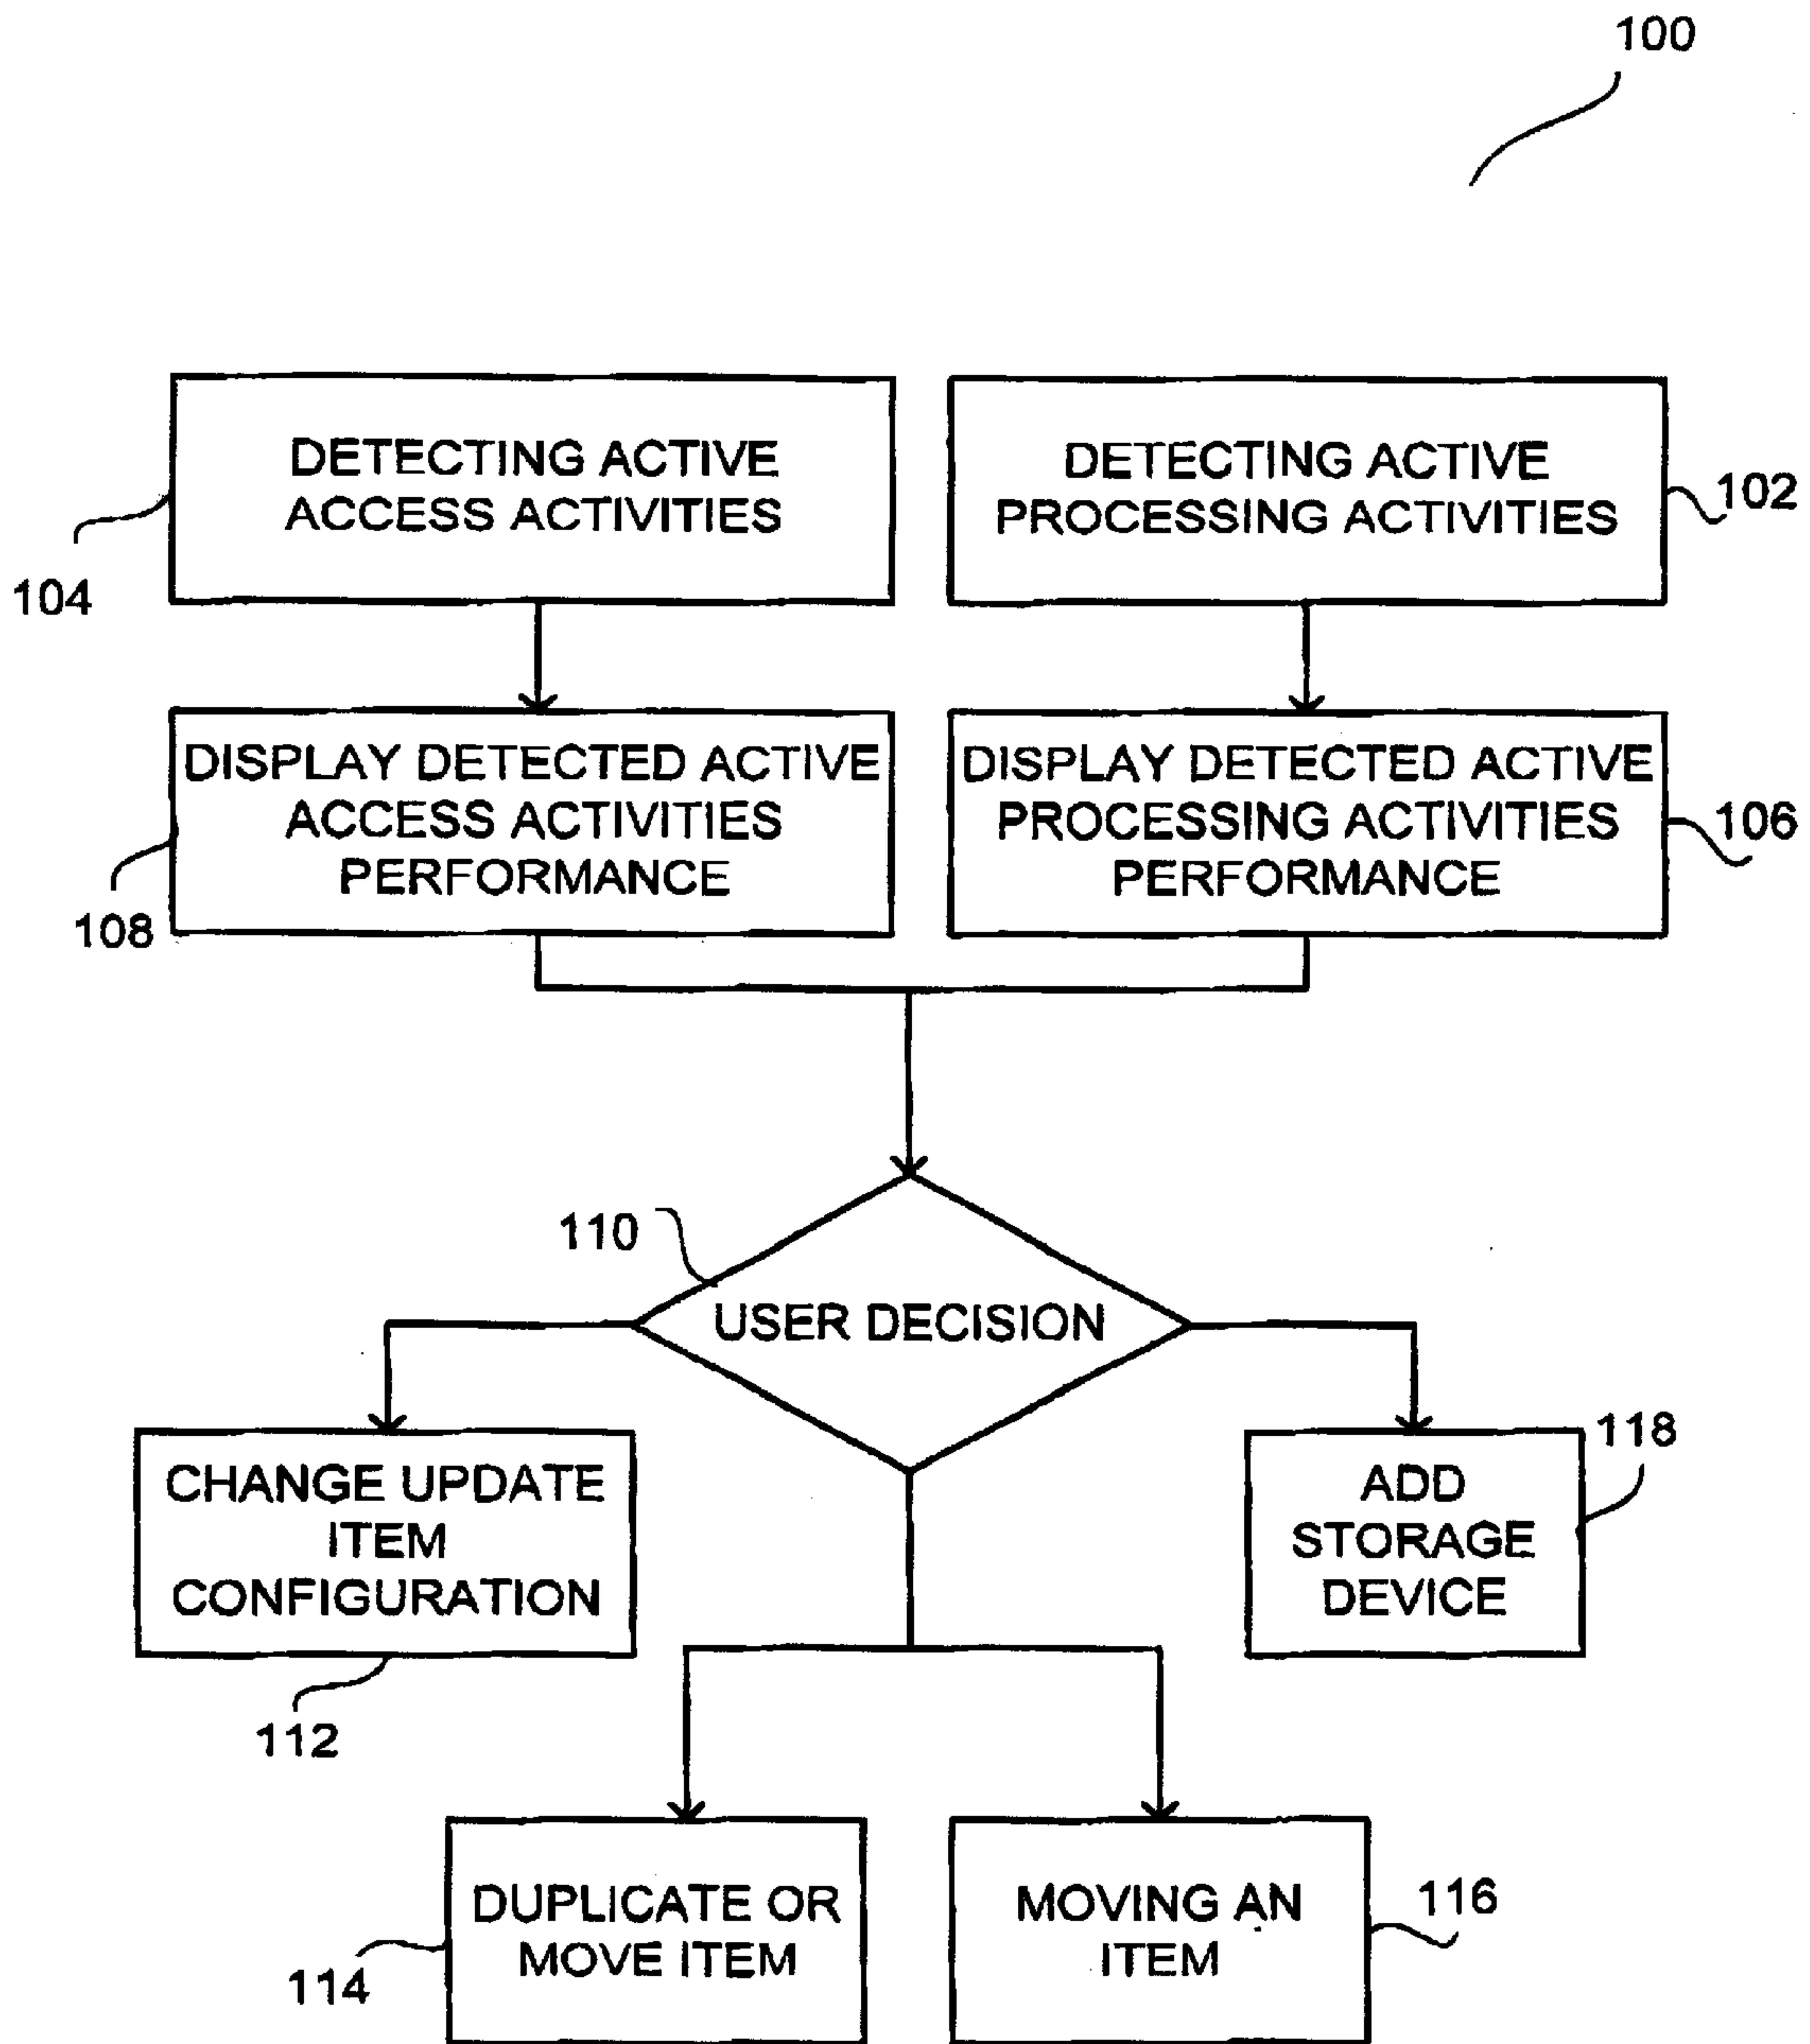 100
DETECTING ACTIVE
ACCESS ACTIVITIES
104
DETECTING ACTIVE
PROCESSING ACTIVITIES
102
DISPLAY DETECTED ACTIVE
ACCESS ACTIVITIES
PERFORMANCE
108
DISPLAY DETECTED ACTIVE
PROCESSING ACTIVITIES
PERFORMANCE
106
110
USER DECISION
CHANGE UPDATE
ITEM
CONFIGURATION
112
ADD
STORAGE
DEVICE
118
DUPLICATE OR
MOVE ITEM
114
MOVING AN
ITEM
116